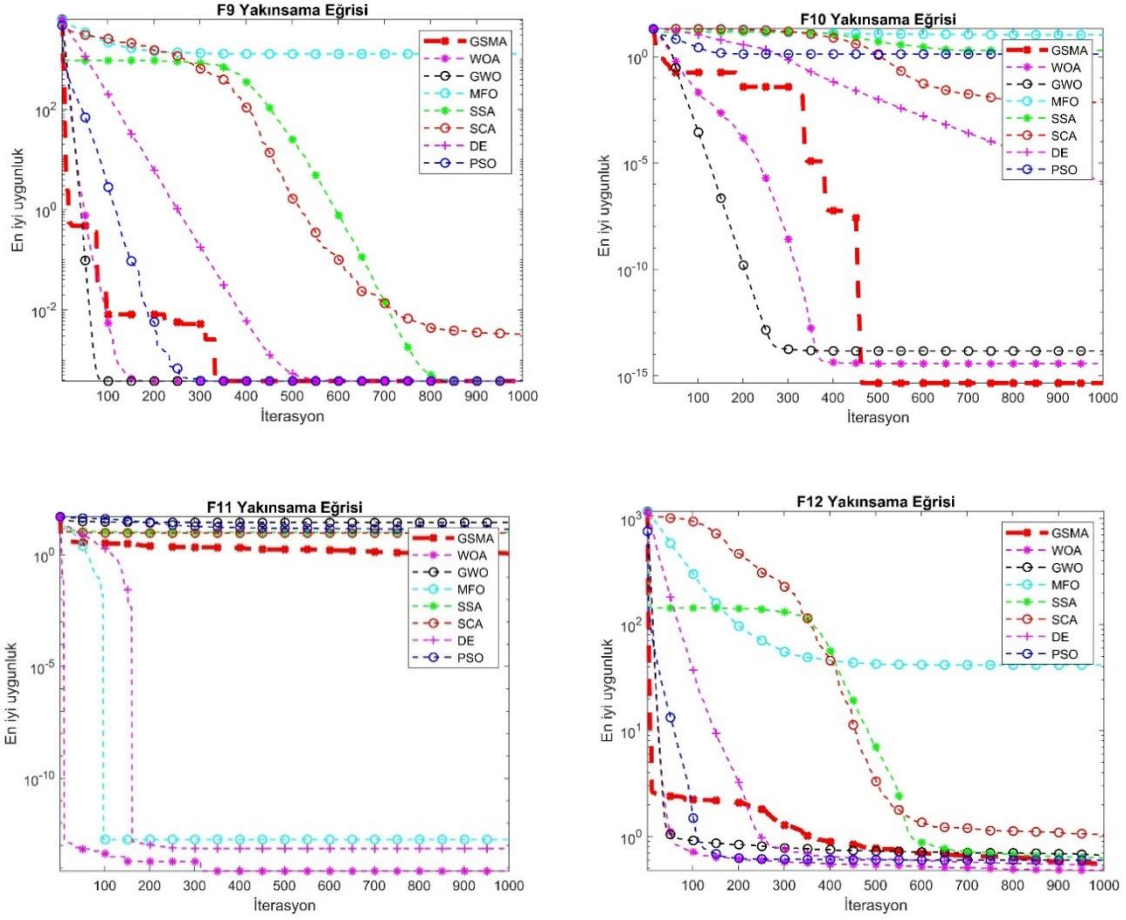 F9 Yakınsama Eğrisi
En iyi uygunluk
10^2
10^0
10^-2
100 200 300 400 500 600 700 800 900 1000
İterasyon
GSMA
WOA
GWO
MFO
SSA
SCA
DE
PSO
F10 Yakınsama Eğrisi
En iyi uygunluk
10^0
10^-5
10^-10
10^-15
100 200 300 400 500 600 700 800 900 1000
İterasyon
GSMA
WOA
GWO
MFO
SSA
SCA
DE
PSO
F11 Yakınsama Eğrisi
En iyi uygunluk
10^0
10^-5
10^-10
100 200 300 400 500 600 700 800 900 1000
İterasyon
GSMA
WOA
GWO
MFO
SSA
SCA
DE
PSO
F12 Yakınsama Eğrisi
En iyi uygunluk
10^3
10^2
10^1
10^0
100 200 300 400 500 600 700 800 900 1000
İterasyon
GSMA
WOA
GWO
MFO
SSA
SCA
DE
PSO